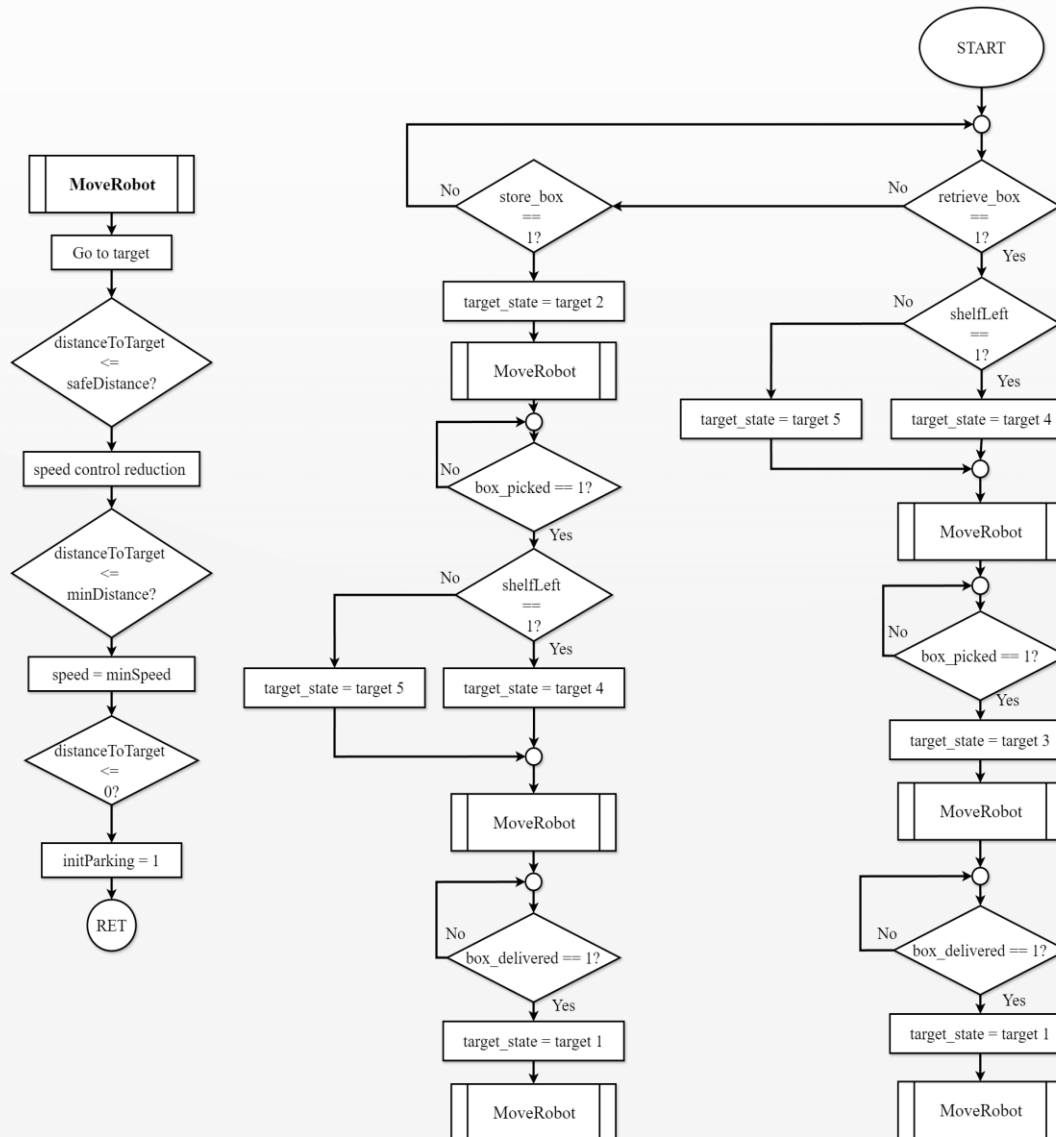 MoveRobot
Go to target
distanceToTarget
<=
safeDistance?
speed control reduction
distanceToTarget
<=
minDistance?
speed = minSpeed
distanceToTarget
<=
0?
initParking = 1
RET
START
retrieve_box
==
1?
No
Yes
store_box
==
1?
No
target_state = target 2
MoveRobot
No
box_picked == 1?
Yes
No
shelfLeft
==
1?
Yes
target_state = target 5
target_state = target 4
MoveRobot
No
box_delivered == 1?
Yes
target_state = target 1
MoveRobot
No
shelfLeft
==
1?
Yes
target_state = target 5
target_state = target 4
MoveRobot
No
box_picked == 1?
Yes
target_state = target 3
MoveRobot
No
box_delivered == 1?
Yes
target_state = target 1
MoveRobot